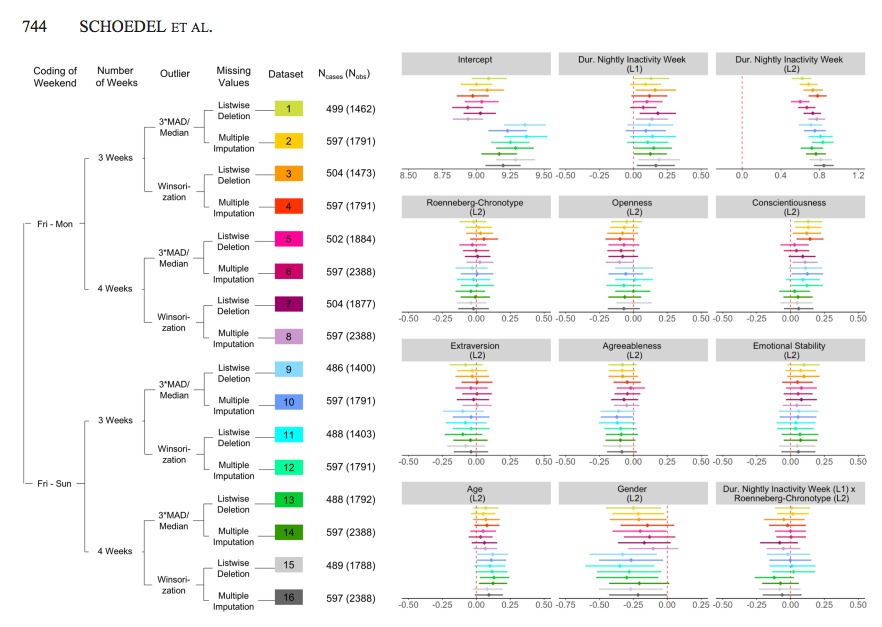 744 SCHOEDEL ET AL.
Coding of Weekend
Number of Weeks
Outlier
Missing Values
Dataset
Ncases (Nobs)
Fri - Mon
3 Weeks
3*MAD/ Median
Listwise Deletion 1 499 (1462)
Multiple Imputation 2 597 (1791)
Winsori- zation
Listwise Deletion 3 504 (1473)
Multiple Imputation 4 597 (1791)
4 Weeks
3*MAD/ Median
Listwise Deletion 5 502 (1884)
Multiple Imputation 6 597 (2388)
Winsori- zation
Listwise Deletion 7 504 (1877)
Multiple Imputation 8 597 (2388)
Fri - Sun
3 Weeks
3*MAD/ Median
Listwise Deletion 9 486 (1400)
Multiple Imputation 10 597 (1791)
Winsori- zation
Listwise Deletion 11 488 (1403)
Multiple Imputation 12 597 (1791)
4 Weeks
3*MAD/ Median
Listwise Deletion 13 488 (1792)
Multiple Imputation 14 597 (2388)
Winsori- zation
Listwise Deletion 15 489 (1788)
Multiple Imputation 16 597 (2388)
Intercept
8.50 8.75 9.00 9.25 9.50
Dur. Nightly Inactivity Week
(L1)
-0.50 -0.25 0.00 0.25 0.50
Dur. Nightly Inactivity Week
(L2)
0.0 0.4 0.8 1.2
Roenneberg-Chronotype
(L2)
-0.50 -0.25 0.00 0.25 0.50
Openness
(L2)
-0.50 -0.25 0.00 0.25 0.50
Conscientiousness
(L2)
-0.50 -0.25 0.00 0.25 0.50
Extraversion
(L2)
-0.50 -0.25 0.00 0.25 0.50
Agreeableness
(L2)
-0.50 -0.25 0.00 0.25 0.50
Emotional Stability
(L2)
-0.50 -0.25 0.00 0.25 0.50
Age
(L2)
-0.50 -0.25 0.00 0.25 0.50
Gender
(L2)
-0.75 -0.50 -0.25 0.00
Dur. Nightly Inactivity Week (L1) x
Roenneberg-Chronotype (L2)
-0.50 -0.25 0.00 0.25 0.50